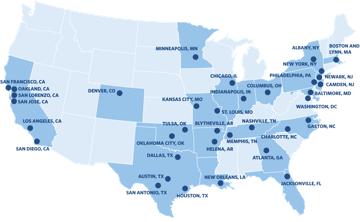 MINNEAPOLIS, MN
ALBANY, NY
BOSTON AND
LYNN, MA
NEW YORK, NY
CHICAGO, IL
PHILADELPHIA, PA
NEWARK, NJ
SAN FRANCISCO, CA
OAKLAND, CA
SAN LORENZO, CA
SAN JOSE, CA
DENVER, CO
INDIANAPOLIS, IN
COLUMBUS, OH
CAMDEN, NJ
BALTIMORE, MD
KANSAS CITY, MO
WASHINGTON, DC
ST. LOUIS, MO
LOS ANGELES, CA
TULSA, OK
BLYTHEVILLE, AR
NASHVILLE, TN
GASTON, NC
OKLAHOMA CITY, OK
MEMPHIS, TN
CHARLOTTE, NC
SAN DIEGO, CA
HELENA, AR
DALLAS, TX
ATLANTA, GA
AUSTIN, TX
NEW ORLEANS, LA
JACKSONVILLE, FL
SAN ANTONIO, TX
HOUSTON, TX